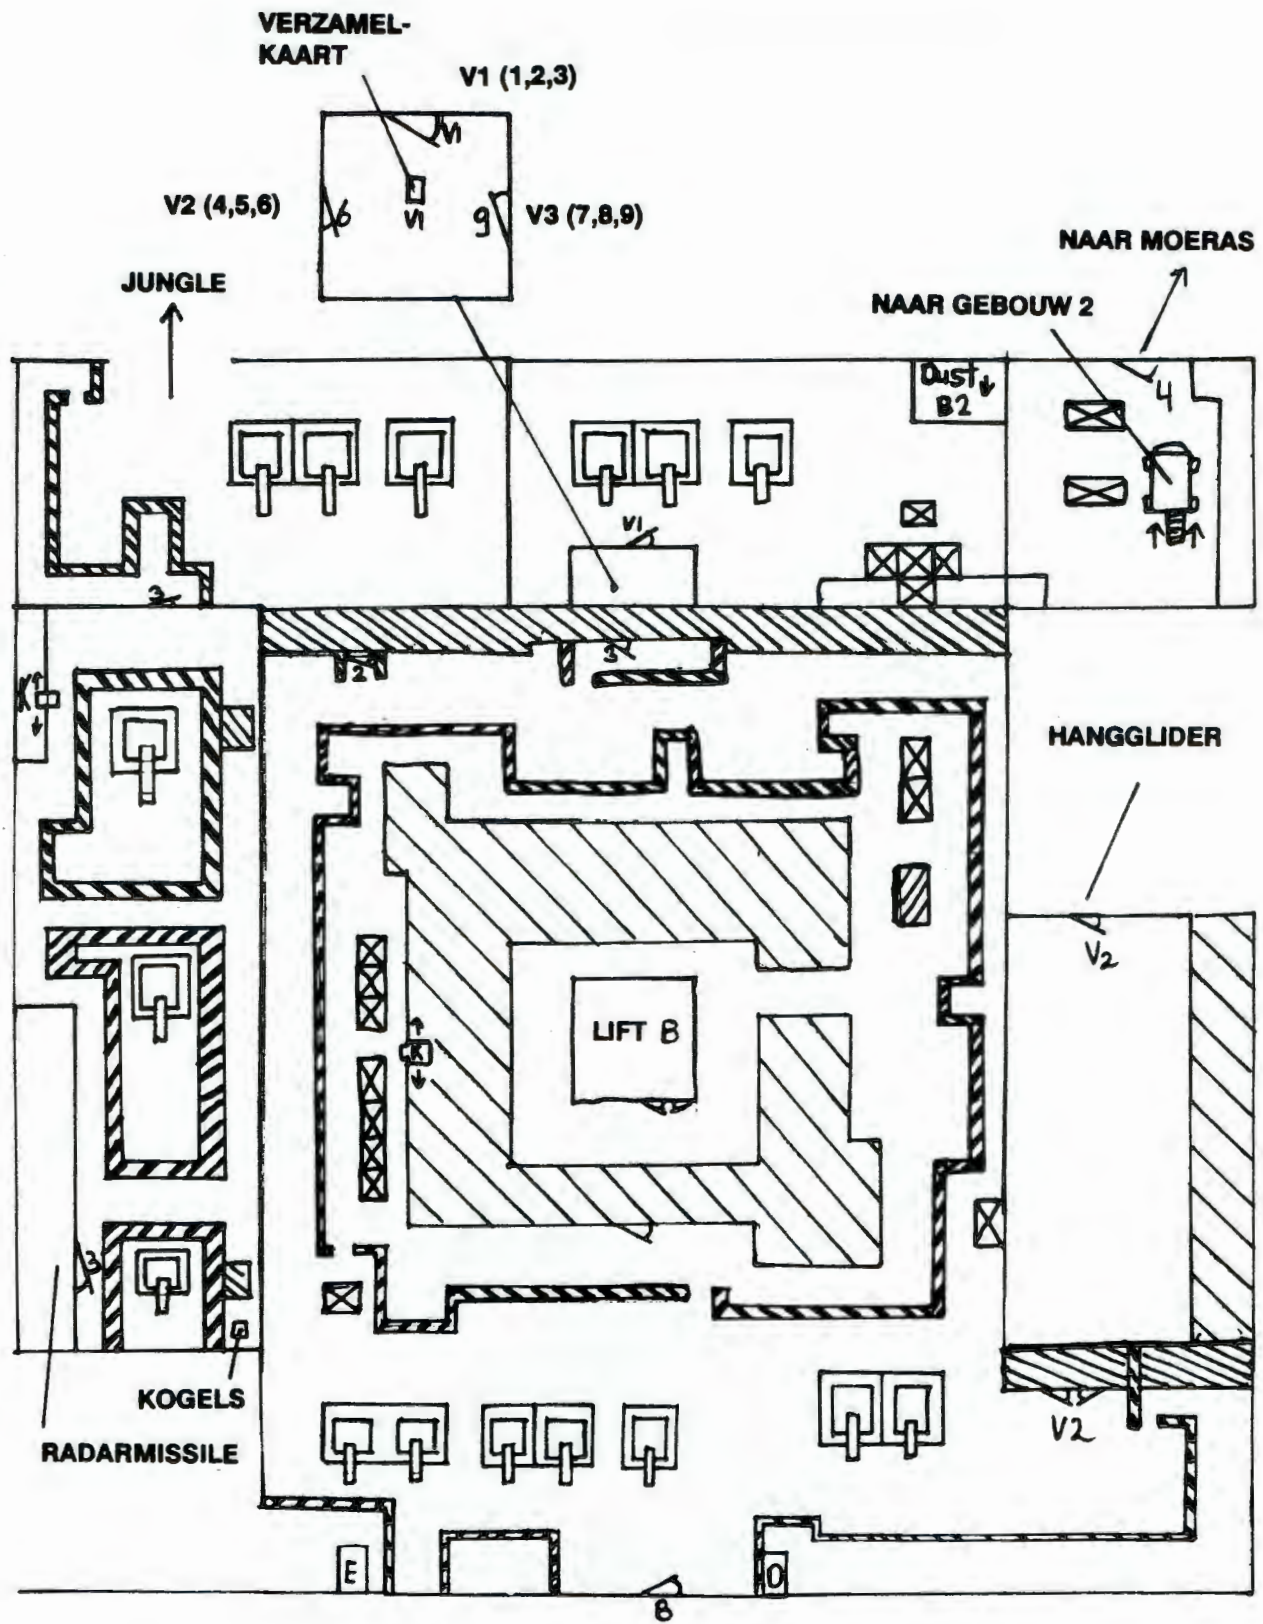 VERZAMEL-
KAART
V1 (1,2,3)
V1
V2 (4,5,6)
6
V1
9
V3 (7,8,9)
NAAR MOERAS
JUNGLE
NAAR GEBOUW 2
Dust
B2
4
V1
3
3
2
K
HANGGLIDER
V2
LIFT B
K
3
KOGELS
V2
RADARMISSILE
E
O
8